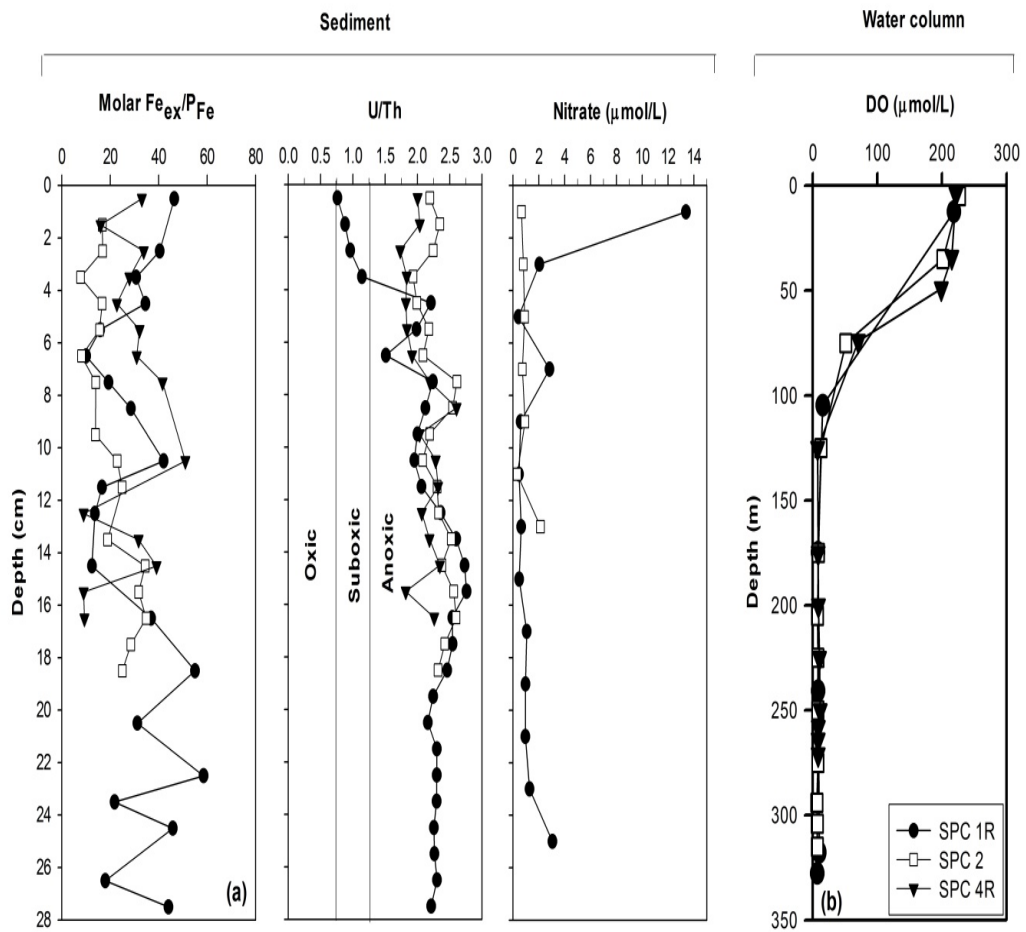 Sediment
Water column
Molar Feex/PFe
U/Th
Nitrate (µmol/L)
DO (µmol/L)
0 20 40 60 80
0.0 0.5 1.0 1.5 2.0 2.5 3.0
0 2 4 6 8 10 12 14
0 100 200 300
0
2
4
6
8
10
12
14
16
18
20
22
24
26
28
Depth (cm)
Oxic
Suboxic
Anoxic
(a)
0
50
100
150
200
250
300
350
Depth (m)
SPC 1R
SPC 2
SPC 4R
(b)